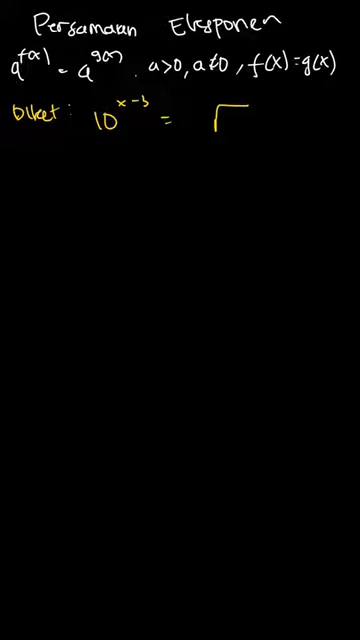 Persamaan Eksponen
a^f(x) = a^g(x) . a>0, a≠0, f(x)=g(x)
Diket : 10^x-3 = √